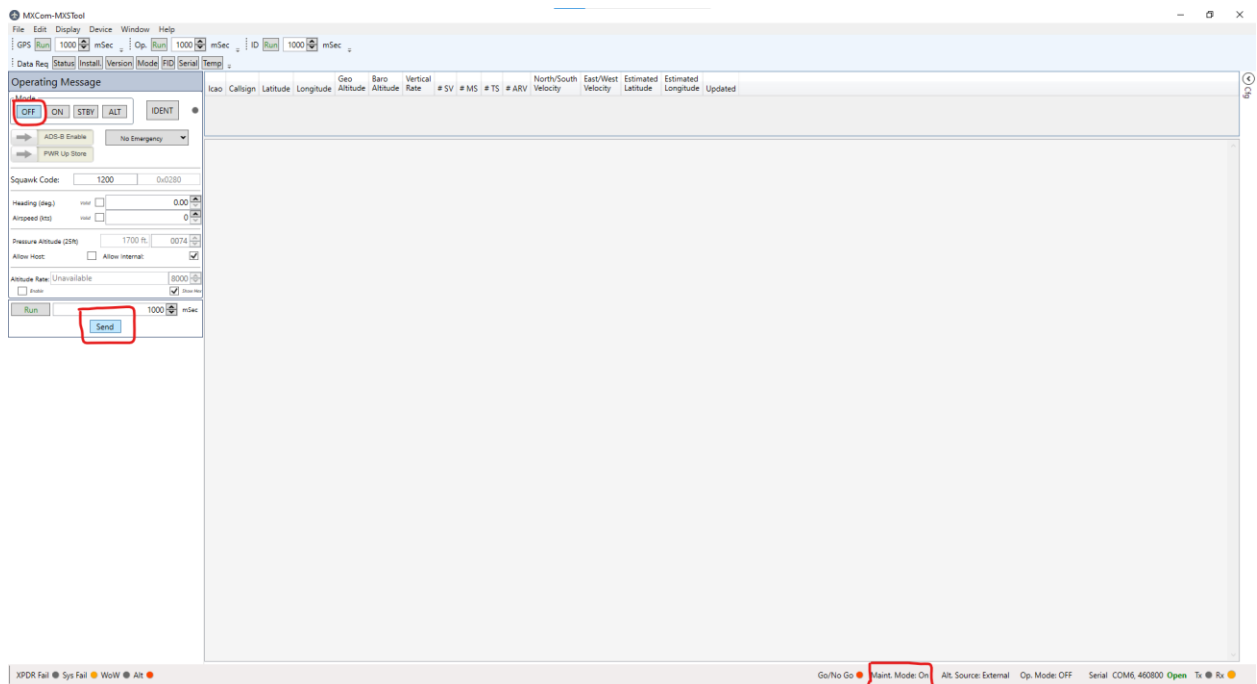 MXCom-MXSTool
File Edit Display Device Window Help
GPS Run 1000 mSec Op. Run 1000 mSec ID Run 1000 mSec
Data Req Status Install. Version Mode FID Serial Temp
Operating Message
Mode
OFF ON STBY ALT IDENT
ADS-B Enable No Emergency
PWR Up Store
Squawk Code: 1200 0x0280
Heading (deg.) 0.00
Airspeed (kts) 0
Pressure Altitude (25ft) 1700 ft. 0074
Allow Host: Allow Internal:
Altitude Rate: Unavailable 8000
Enable Show Hex
Run 1000 mSec
Send
Icao Callsign Latitude Longitude Geo Altitude Baro Altitude Vertical Rate # SV # MS # TS # ARV North/South Velocity East/West Velocity Estimated Latitude Estimated Longitude Updated
Cfg
XPDR Fail Sys Fail WoW Alt Go/No Go Maint. Mode: On Alt. Source: External Op. Mode: OFF Serial COM6, 460800 Open Tx Rx